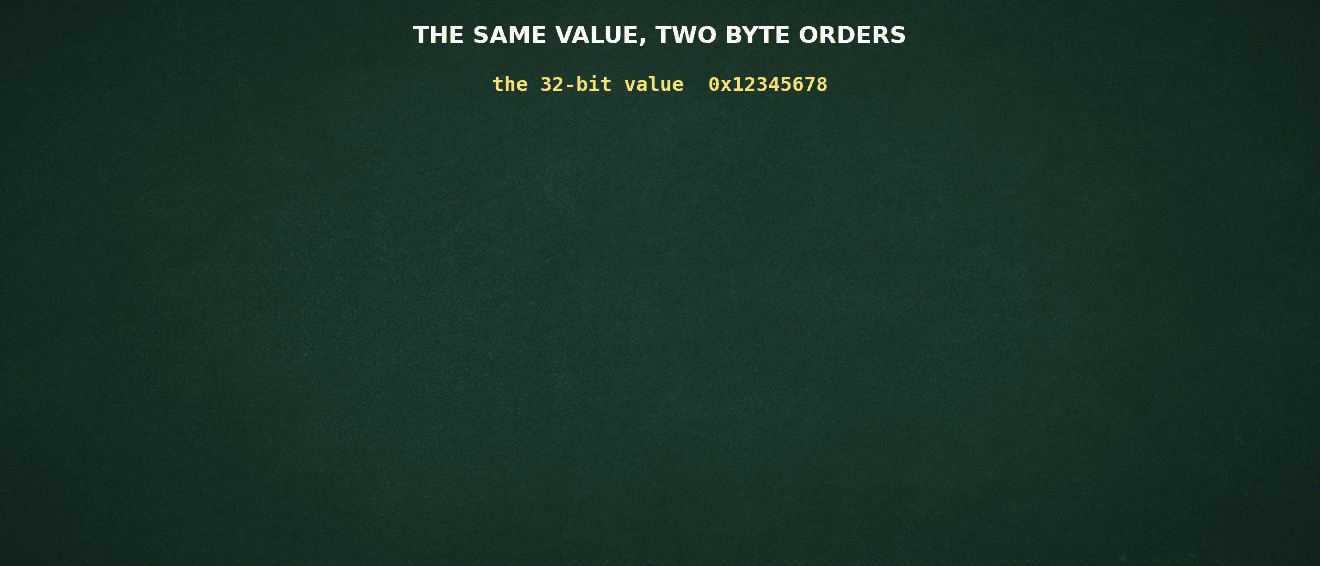 THE SAME VALUE, TWO BYTE ORDERS
the 32-bit value  0x12345678